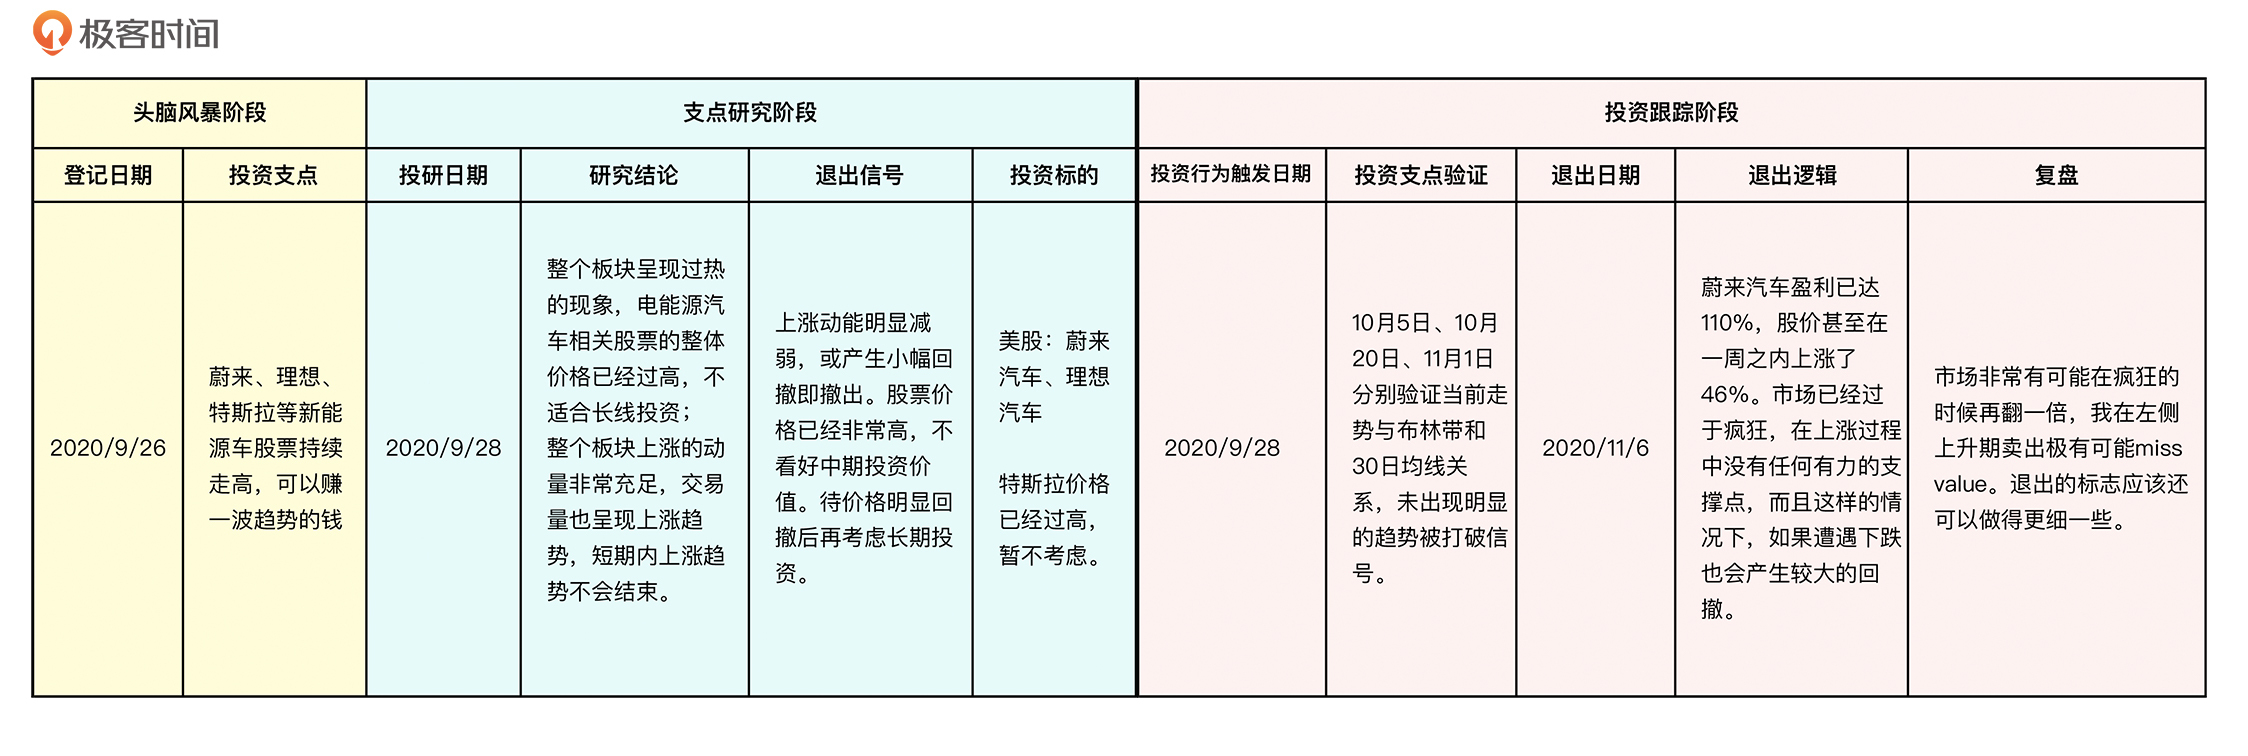 极客时间
头脑风暴阶段
支点研究阶段
投资跟踪阶段
登记日期
投资支点
投研日期
研究结论
退出信号
投资标的
投资行为触发日期
投资支点验证
退出日期
退出逻辑
复盘
2020/9/26
蔚来、理想、
特斯拉等新能
源车股票持续
走高，可以赚
一波趋势的钱
2020/9/28
整个板块呈现过热
的现象，电能源汽
车相关股票的整体
价格已经过高，不
适合长线投资；
整个板块上涨的动
量非常充足，交易
量也呈现上涨趋
势，短期内上涨趋
势不会结束。
上涨动能明显减
弱，或产生小幅回
撤即撤出。股票价
格已经非常高，不
看好中期投资价
值。待价格明显回
撤后再考虑长期投
资。
美股：蔚来
汽车、理想
汽车
特斯拉价格
已经过高，
暂不考虑。
2020/9/28
10月5日、10月
20日、11月1日
分别验证当前走
势与布林带和
30日均线关
系，未出现明显
的趋势被打破信
号。
2020/11/6
蔚来汽车盈利已达
110%，股价甚至在
一周之内上涨了
46%。市场已经过
于疯狂，在上涨过程
中没有任何有力的支
撑点，而且这样的情
况下，如果遭遇下跌
也会产生较大的回
撤。
市场非常有可能在疯狂的
时候再翻一倍，我在左侧
上升期卖出极有可能miss
value。退出的标志应该还
可以做得更细一些。